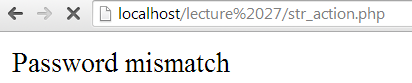 localhost/lecture%2027/str_action.php
Password mismatch